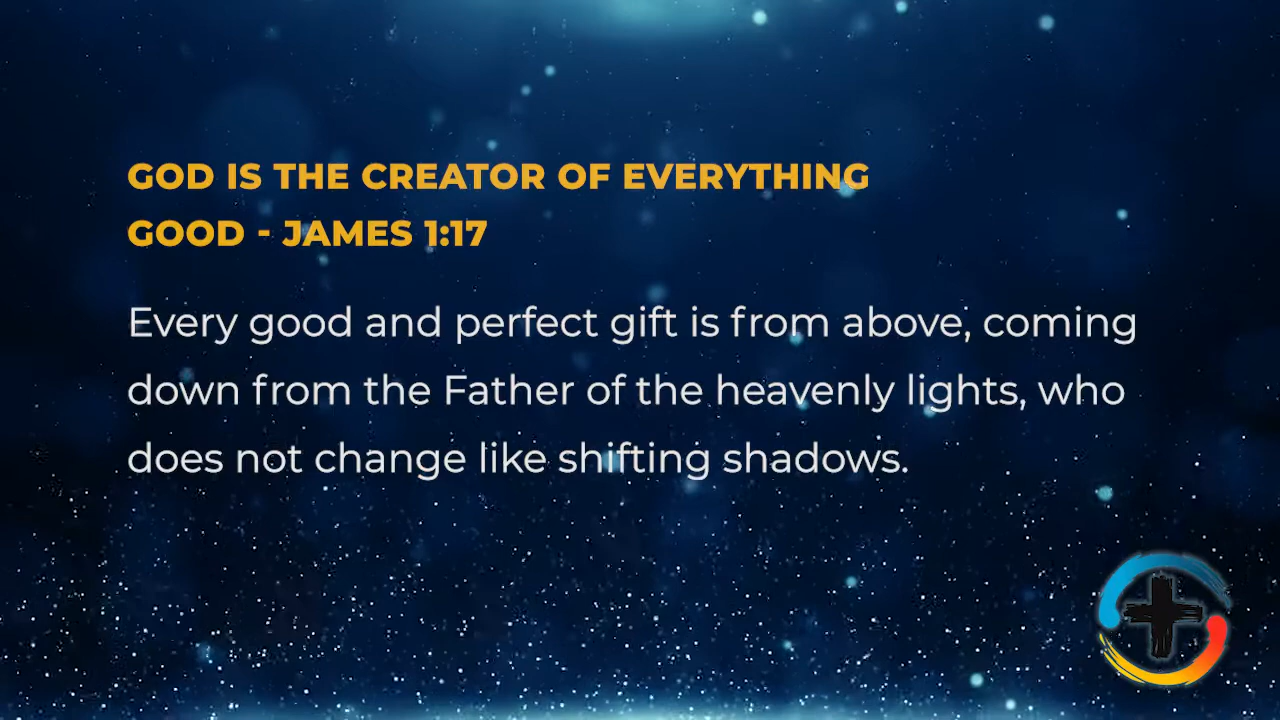 GOD IS THE CREATOR OF EVERYTHING
GOOD - JAMES 1:17
Every good and perfect gift is from above, coming
down from the Father of the heavenly lights, who
does not change like shifting shadows.